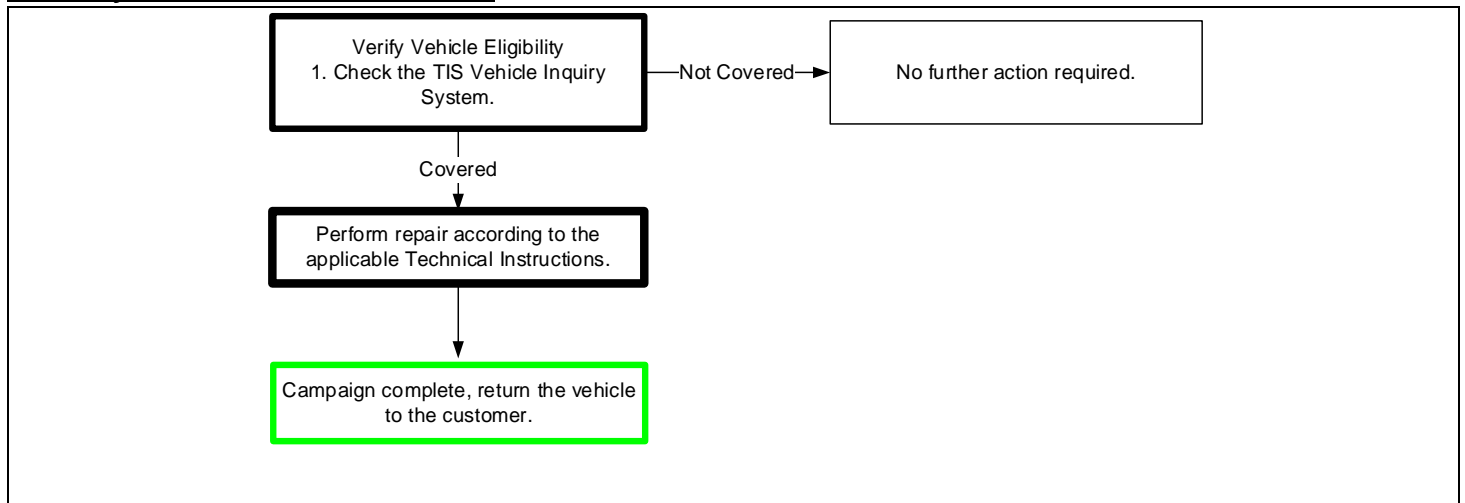 Verify Vehicle Eligibility
1. Check the TIS Vehicle Inquiry
System.
Not Covered
No further action required.
Covered
Perform repair according to the
applicable Technical Instructions.
Campaign complete, return the vehicle
to the customer.